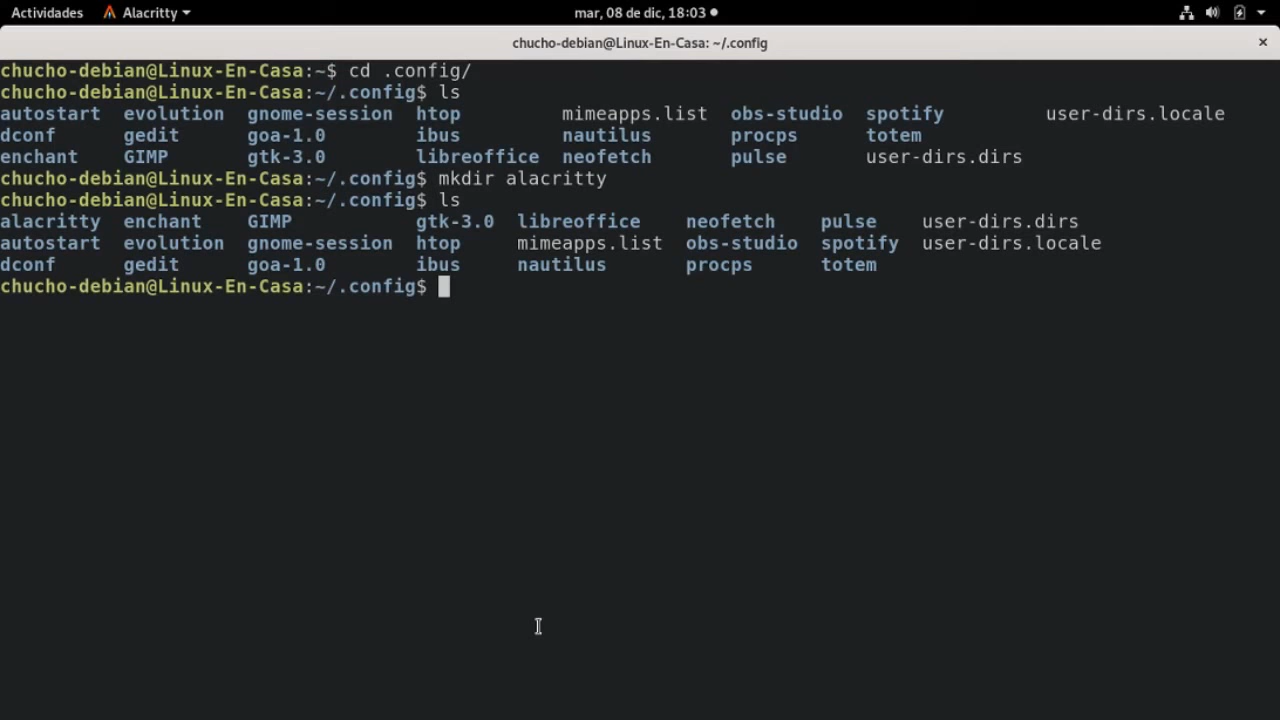 Actividades Alacritty mar, 08 de dic, 18:03
chucho-debian@Linux-En-Casa: ~/.config
chucho-debian@Linux-En-Casa:~$ cd .config/
chucho-debian@Linux-En-Casa:~/.config$ ls
autostart evolution gnome-session htop mimeapps.list obs-studio spotify user-dirs.locale
dconf gedit goa-1.0 ibus nautilus procps totem
enchant GIMP gtk-3.0 libreoffice neofetch pulse user-dirs.dirs
chucho-debian@Linux-En-Casa:~/.config$ mkdir alacritty
chucho-debian@Linux-En-Casa:~/.config$ ls
alacritty enchant GIMP gtk-3.0 libreoffice neofetch pulse user-dirs.dirs
autostart evolution gnome-session htop mimeapps.list obs-studio spotify user-dirs.locale
dconf gedit goa-1.0 ibus nautilus procps totem
chucho-debian@Linux-En-Casa:~/.config$